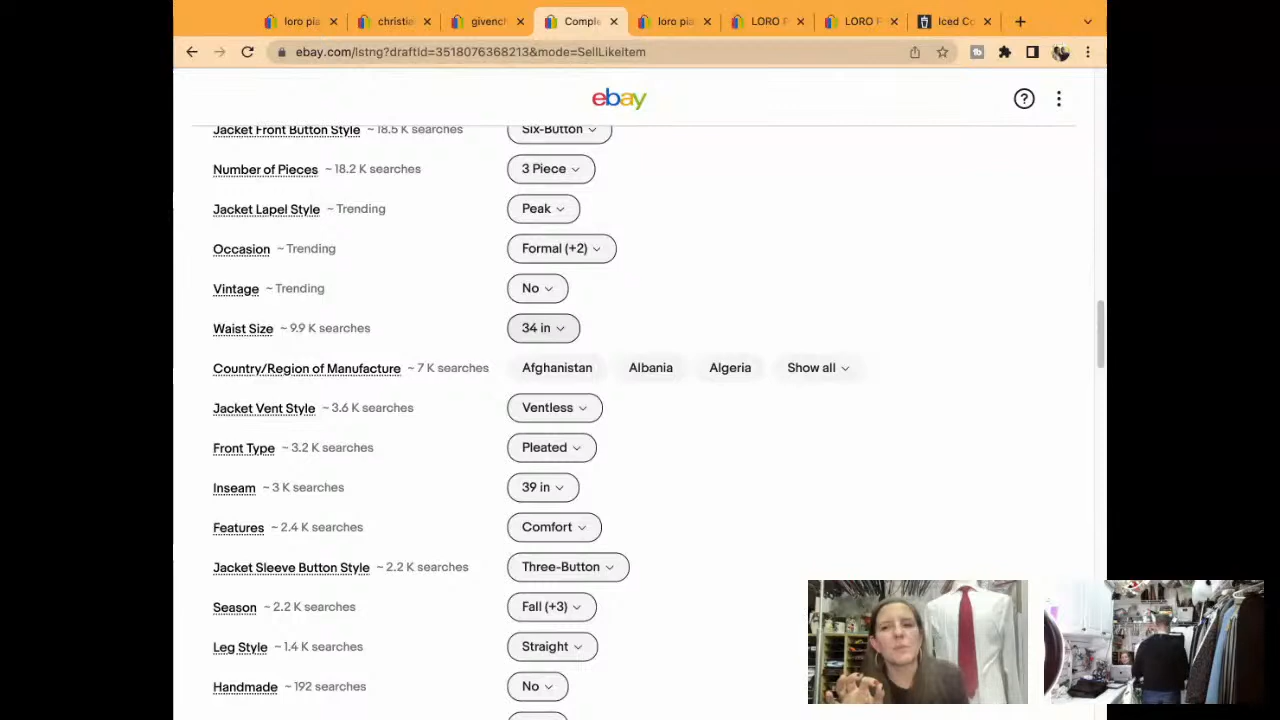 loro pia
christia
givench
Comple
loro pia
LORO P
LORO P
Iced Co
ebay.com/lstng?draftId=3518076368213&mode=SellLikeItem
ebay
Jacket Front Button Style ~ 18.5 K searches Six-Button
Number of Pieces ~ 18.2 K searches 3 Piece
Jacket Lapel Style ~ Trending Peak
Occasion ~ Trending Formal (+2)
Vintage ~ Trending No
Waist Size ~ 9.9 K searches 34 in
Country/Region of Manufacture ~ 7 K searches Afghanistan Albania Algeria Show all
Jacket Vent Style ~ 3.6 K searches Ventless
Front Type ~ 3.2 K searches Pleated
Inseam ~ 3 K searches 39 in
Features ~ 2.4 K searches Comfort
Jacket Sleeve Button Style ~ 2.2 K searches Three-Button
Season ~ 2.2 K searches Fall (+3)
Leg Style ~ 1.4 K searches Straight
Handmade ~ 192 searches No